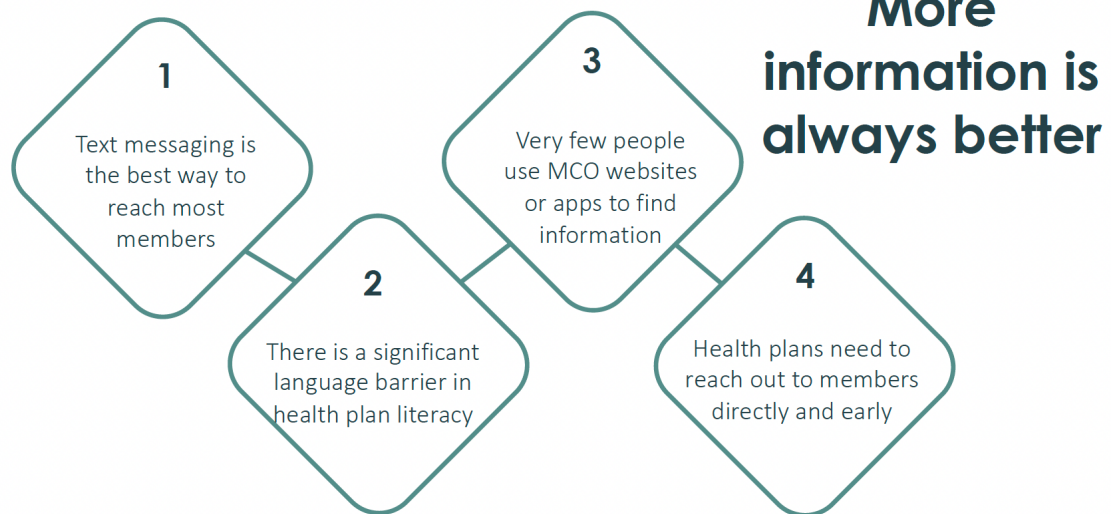 More
information is
always better
1
Text messaging is
the best way to
reach most
members
2
There is a significant
language barrier in
health plan literacy
3
Very few people
use MCO websites
or apps to find
information
4
Health plans need to
reach out to members
directly and early